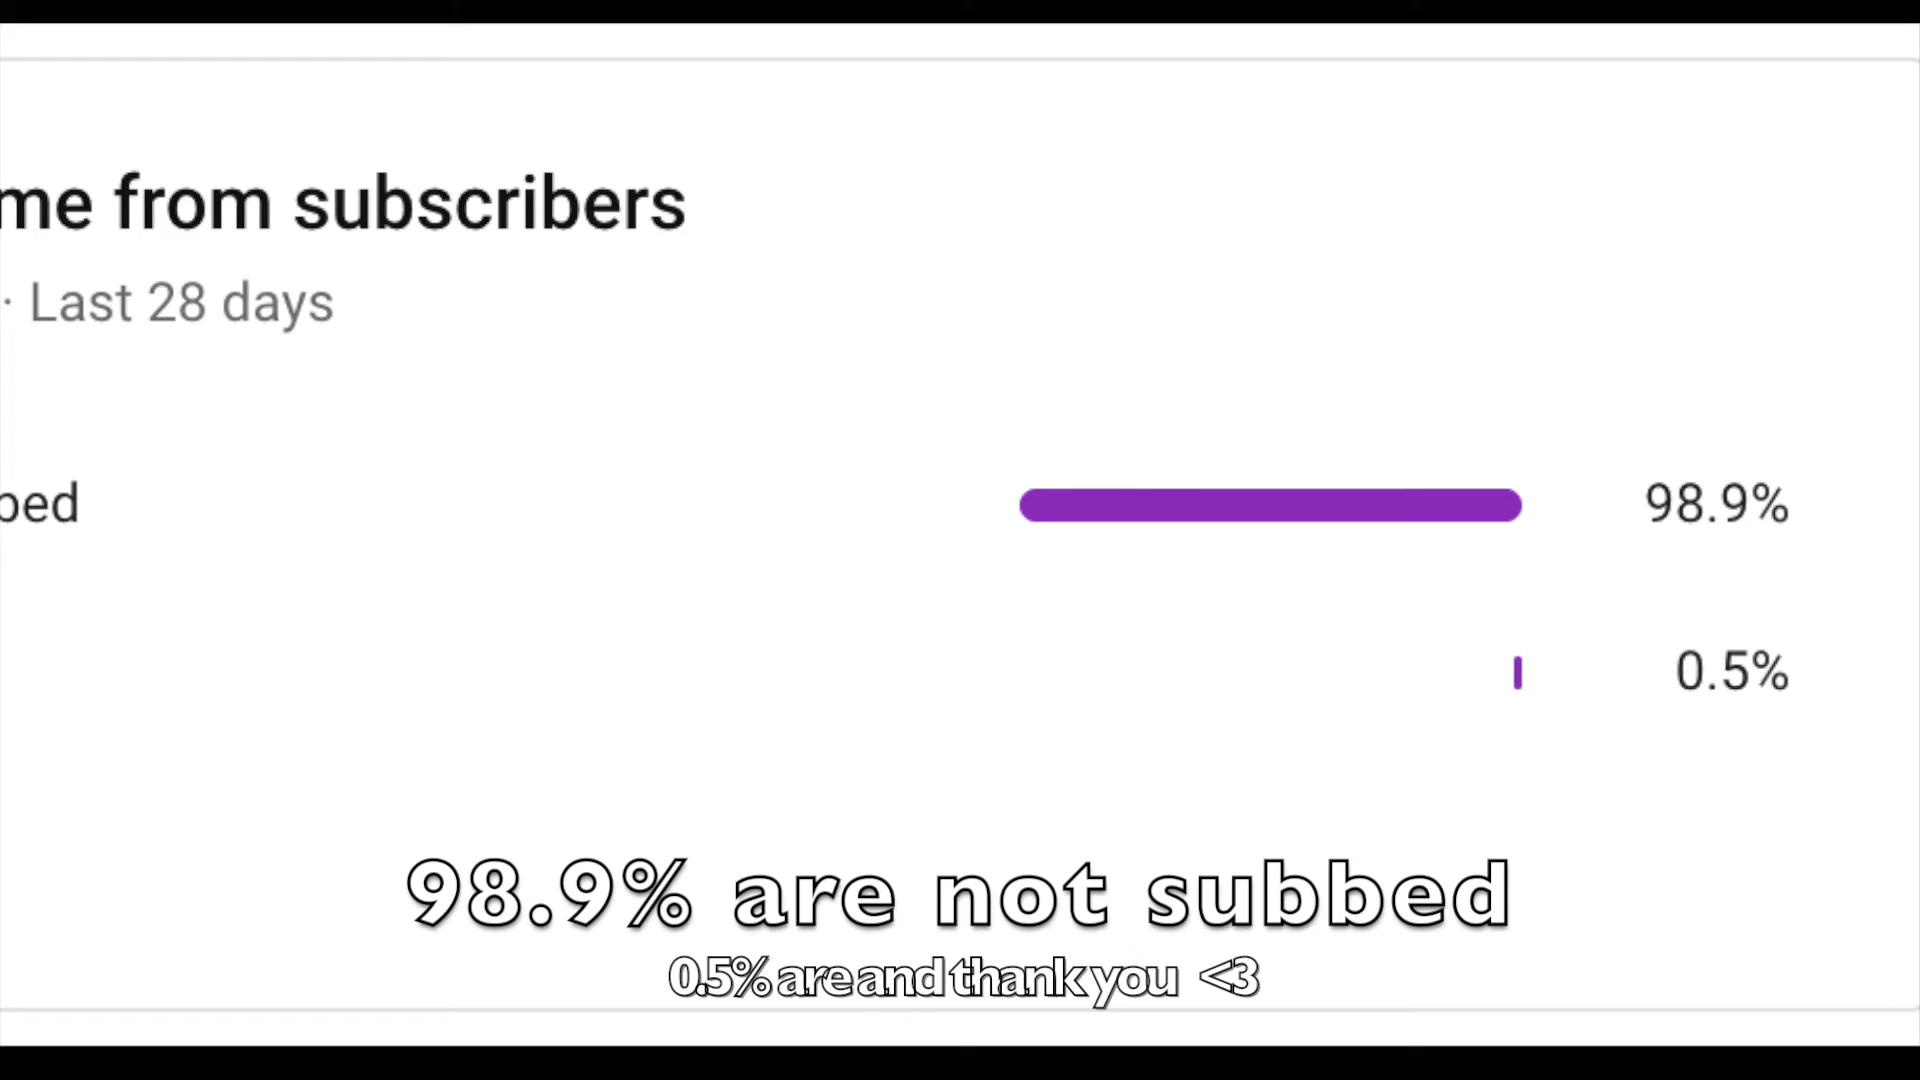 me from subscribers
· Last 28 days
bed 98.9%
0.5%
98.9% are not subbed
0.5% are and thank you <3